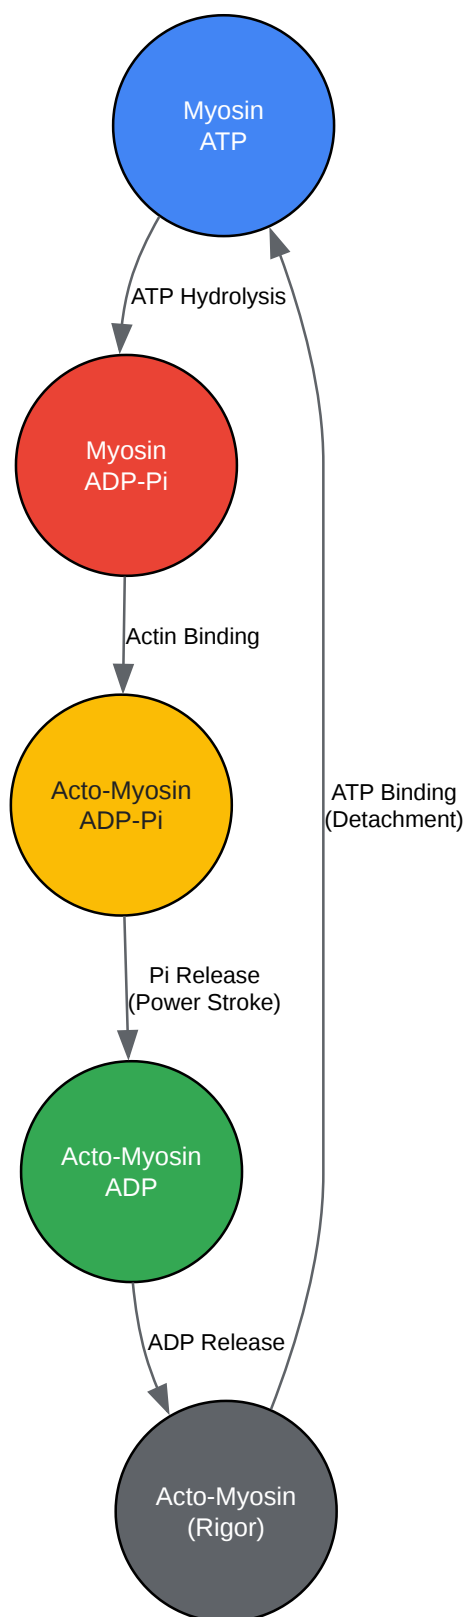 Myosin
ATP
ATP Hydrolysis
Myosin
ADP-Pi
Actin Binding
Acto-Myosin
ADP-Pi
ATP Binding
(Detachment)
Pi Release
(Power Stroke)
Acto-Myosin
ADP
ADP Release
Acto-Myosin
(Rigor)